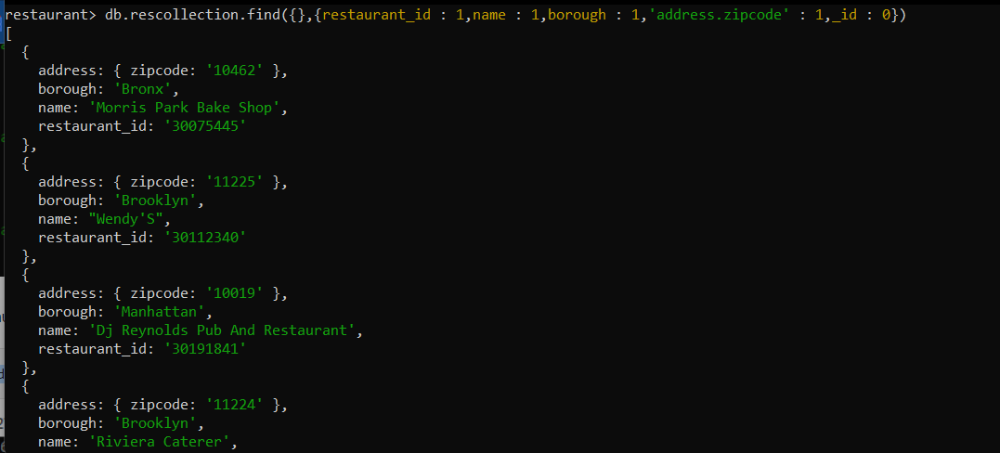 restaurant> db.rescollection.find({},{restaurant_id : 1,name : 1,borough : 1,'address.zipcode' : 1,_id : 0})
[
  {
    address: { zipcode: '10462' },
    borough: 'Bronx',
    name: 'Morris Park Bake Shop',
    restaurant_id: '30075445'
  },
  {
    address: { zipcode: '11225' },
    borough: 'Brooklyn',
    name: "Wendy'S",
    restaurant_id: '30112340'
  },
  {
    address: { zipcode: '10019' },
    borough: 'Manhattan',
    name: 'Dj Reynolds Pub And Restaurant',
    restaurant_id: '30191841'
  },
  {
    address: { zipcode: '11224' },
    borough: 'Brooklyn',
    name: 'Riviera Caterer',